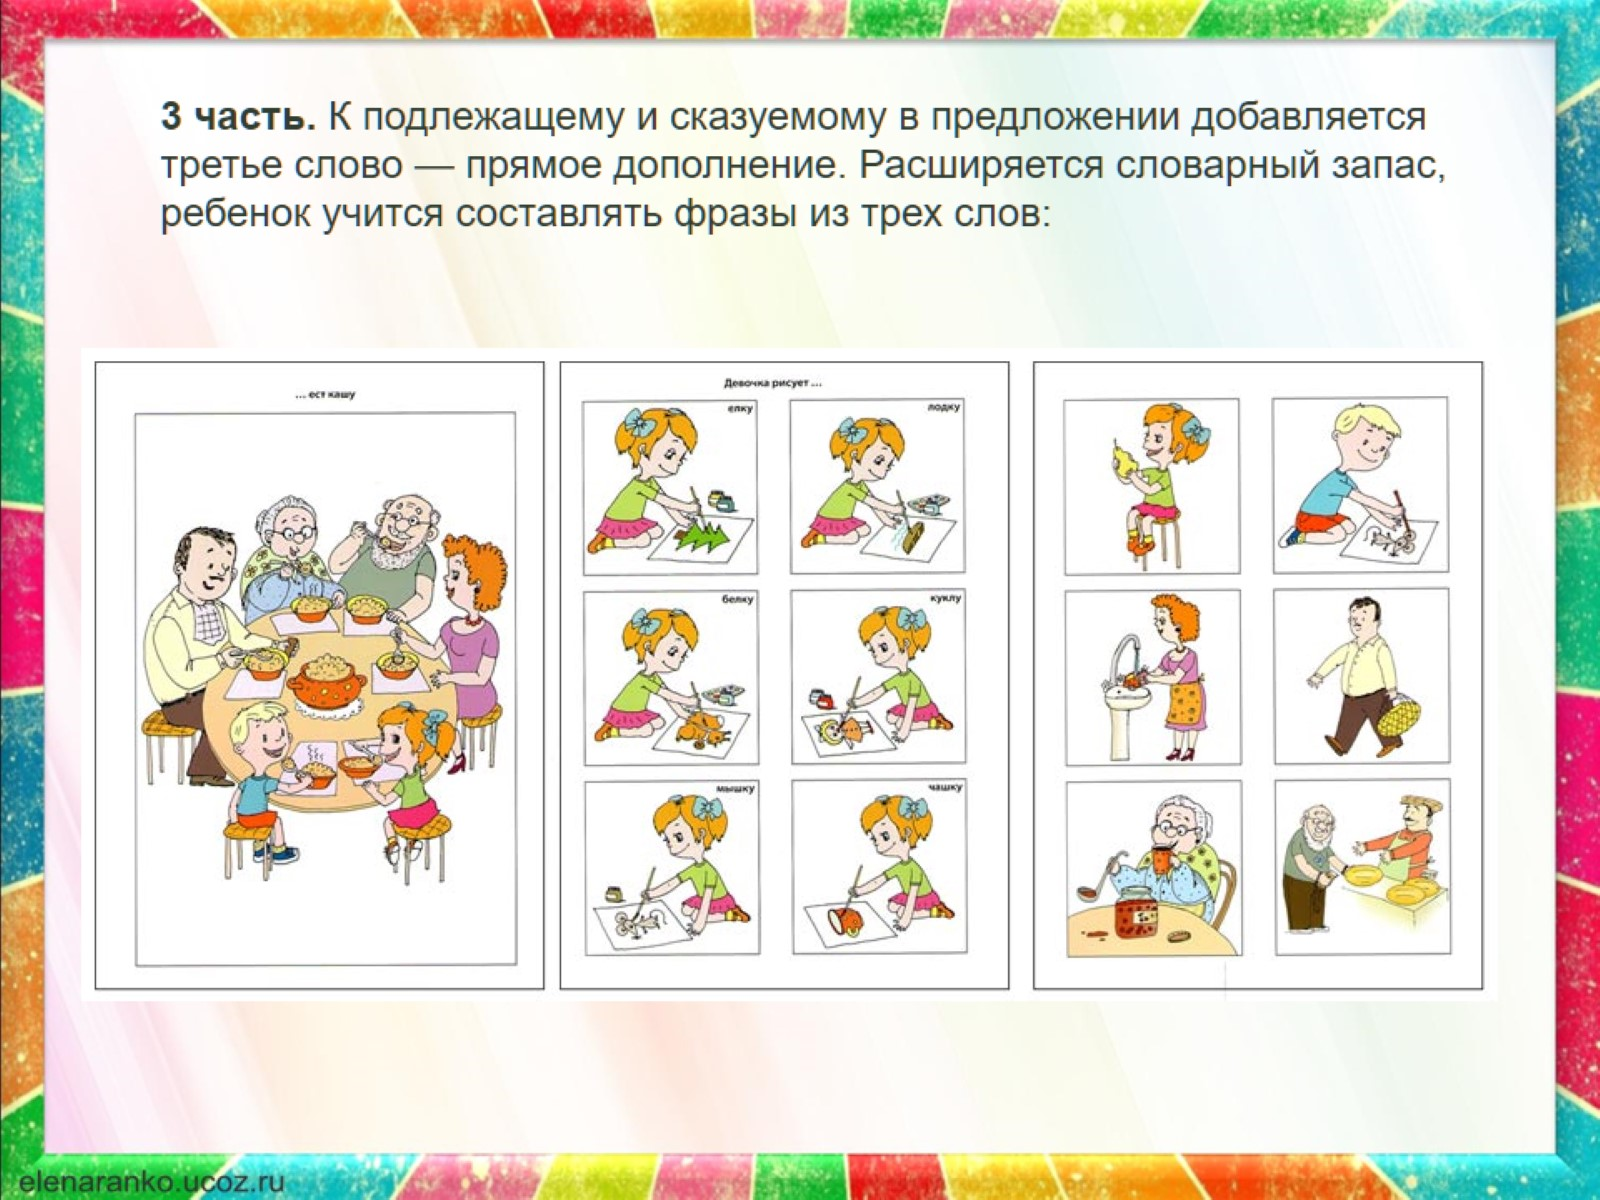 3 часть. К подлежащему и сказуемому в предложении добавляется
третье слово — прямое дополнение. Расширяется словарный запас,
ребенок учится составлять фразы из трех слов:
... ест кашу
Девочка рисует ...
елку
лодку
белку
куклу
мышку
чашку
elenaranko.ucoz.ru